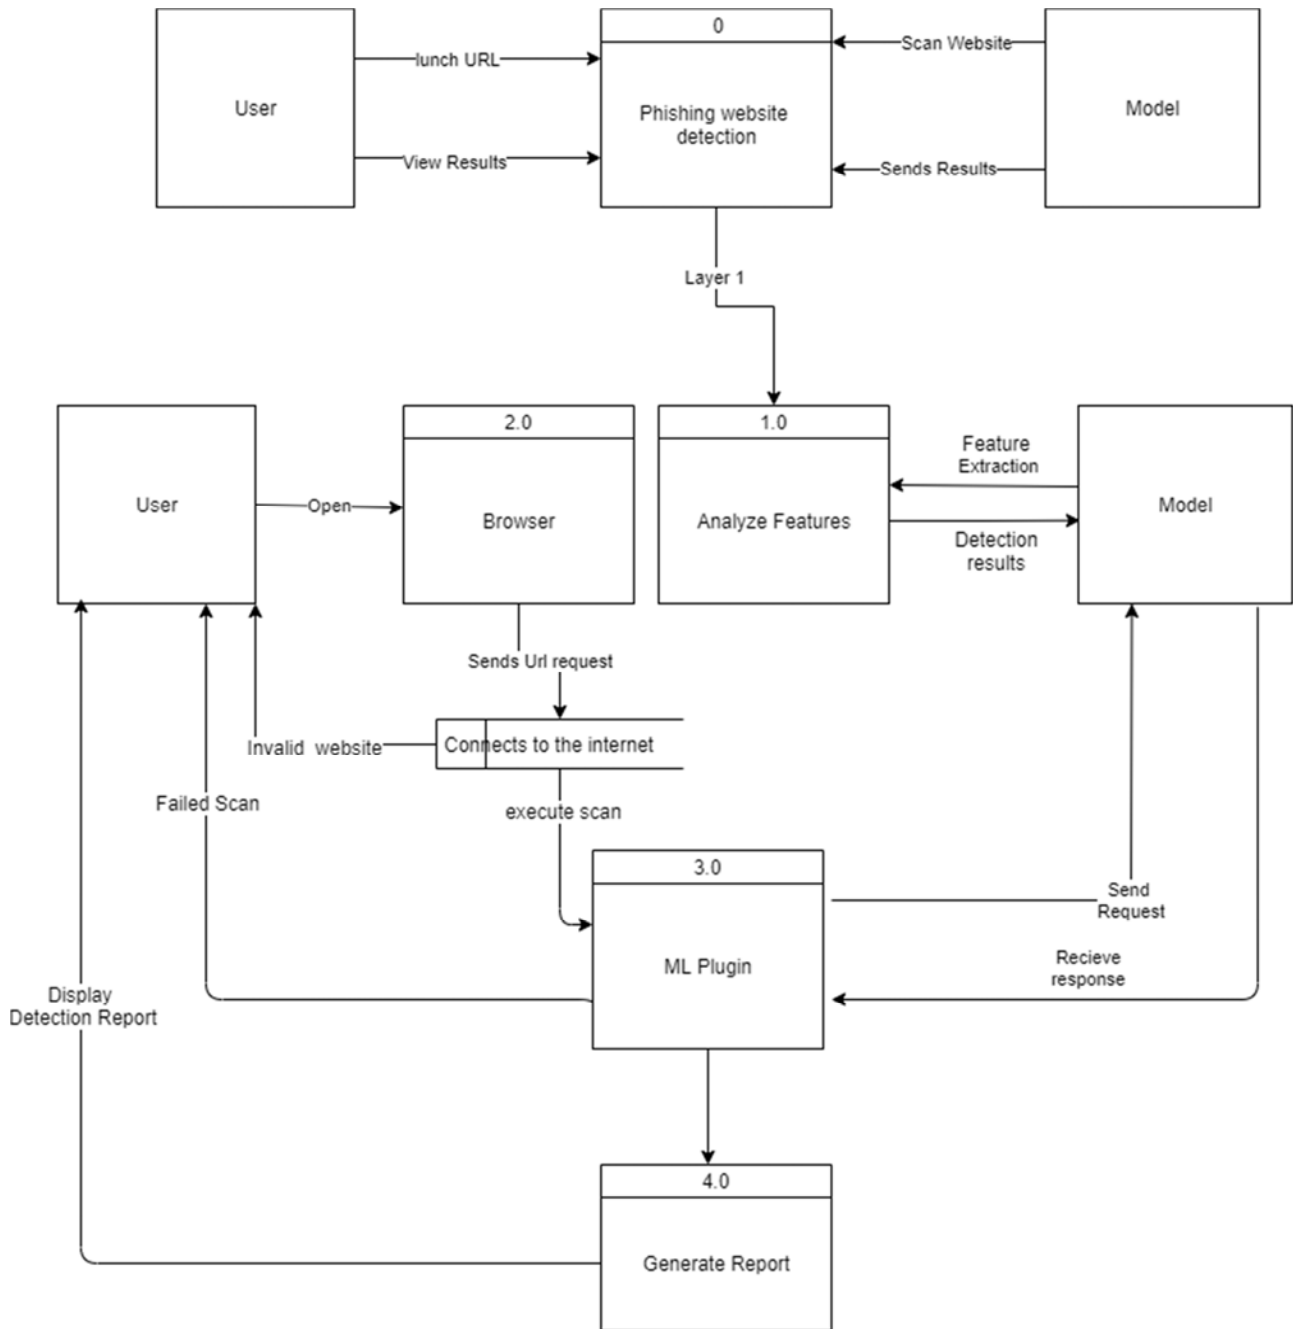 0
lunch URL
Scan Website
User
Phishing website
detection
Model
View Results
Sends Results
Layer 1
2.0
1.0
Feature
Extraction
User
Open
Browser
Analyze Features
Model
Detection
results
Sends Url request
Invalid  website
Connects to the internet
Failed Scan
execute scan
3.0
Send
Request
ML Plugin
Recieve
response
Display
Detection Report
4.0
Generate Report